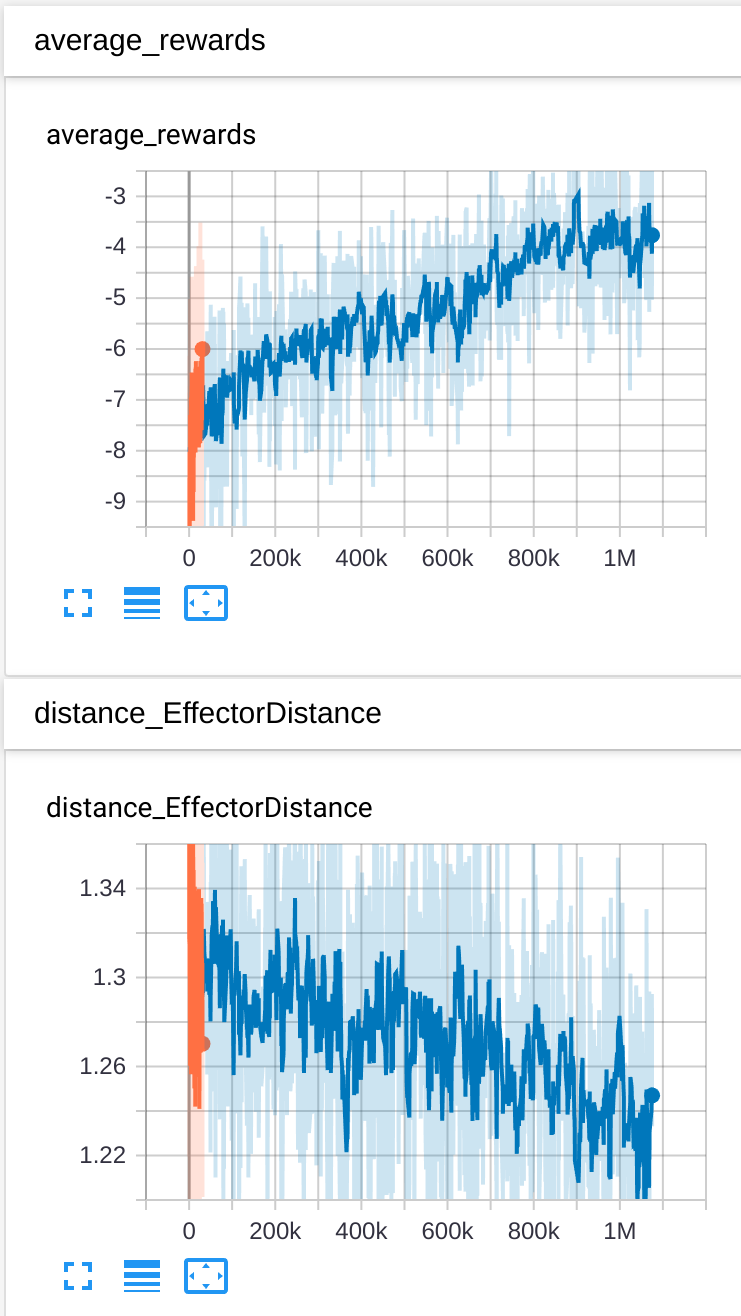 average_rewards
average_rewards
-3
-4
-5
-6
-7
-8
-9
0 200k 400k 600k 800k 1M
distance_EffectorDistance
distance_EffectorDistance
1.34
1.3
1.26
1.22
0 200k 400k 600k 800k 1M